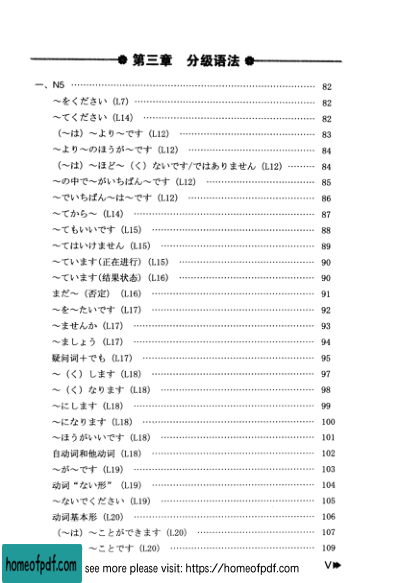 第三章 分级语法
一、N5 …… 82
～をください（L7）…… 82
～てください（L14）…… 82
（～は）～より～です（L12）…… 83
～より～のほうが～です（L12）…… 84
（～は）～ほど～（く）ないです/ではありません（L12）…… 84
～の中で～がいちばん～です（L12）…… 85
～でいちばん～は～です（L12）…… 86
～てから～（L14）…… 87
～てもいいです（L15）…… 88
～てはいけません（L15）…… 89
～ています(正在进行)（L15）…… 90
～ています(结果状态)（L16）…… 90
まだ～（否定）（L16）…… 91
～を～たいです（L17）…… 92
～ませんか（L17）…… 93
～ましょう（L17）…… 94
疑问词＋でも（L17）…… 95
～（く）します（L18）…… 97
～（く）なります（L18）…… 98
～にします（L18）…… 99
～になります（L18）…… 100
～ほうがいいです（L18）…… 101
自动词和他动词（L18）…… 102
～が～です（L19）…… 103
动词“ない形”（L19）…… 104
～ないでください（L19）…… 105
动词基本形（L20）…… 106
（～は）～ことができます（L20）…… 107
～ことです（L20）…… 109
homeofpdf.com see more please visit: https://homeofpdf.com V